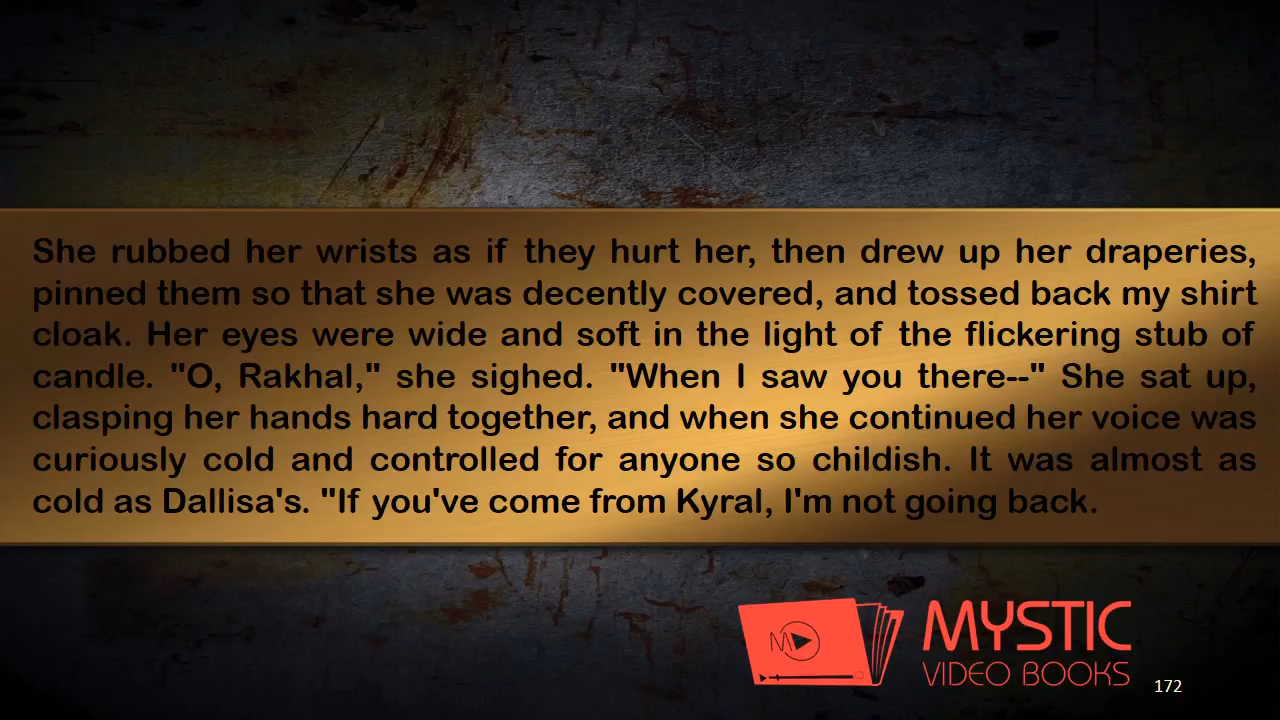 She rubbed her wrists as if they hurt her, then drew up her draperies,
pinned them so that she was decently covered, and tossed back my shirt
cloak. Her eyes were wide and soft in the light of the flickering stub of
candle. "O, Rakhal," she sighed. "When I saw you there--" She sat up,
clasping her hands hard together, and when she continued her voice was
curiously cold and controlled for anyone so childish. It was almost as
cold as Dallisa's. "If you've come from Kyral, I'm not going back.
M
MYSTIC
VIDEO BOOKS
172